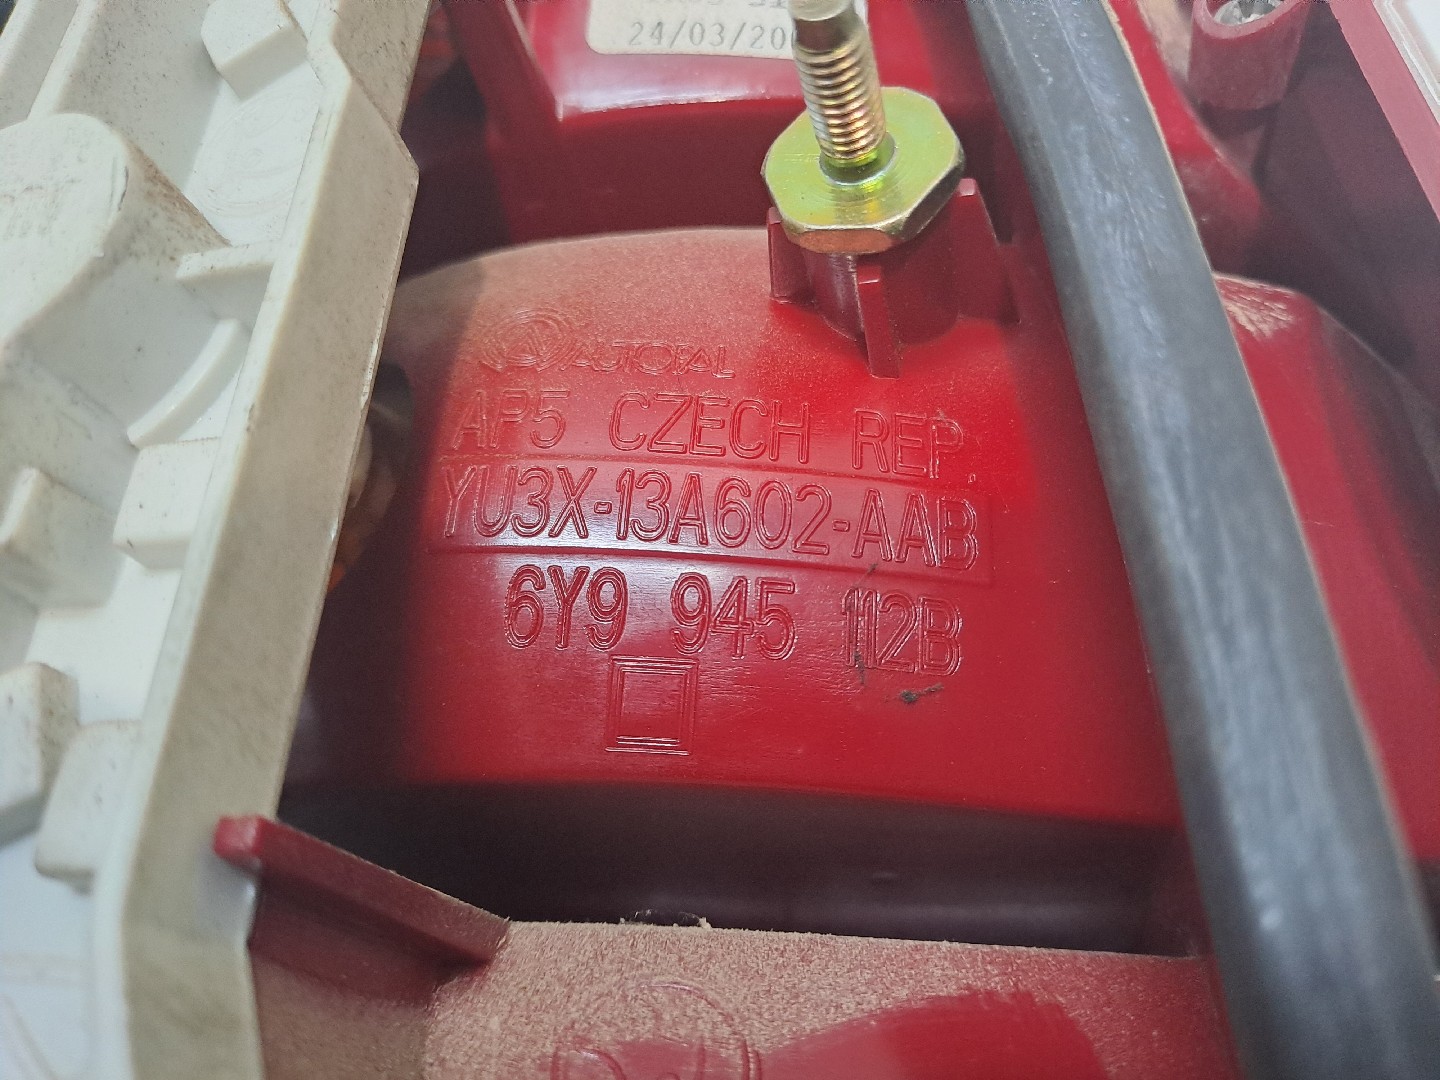 24/03/20
AUTOPAL
AP5 CZECH REP.
YU3X-13A602-AAB
6Y9 945 112B